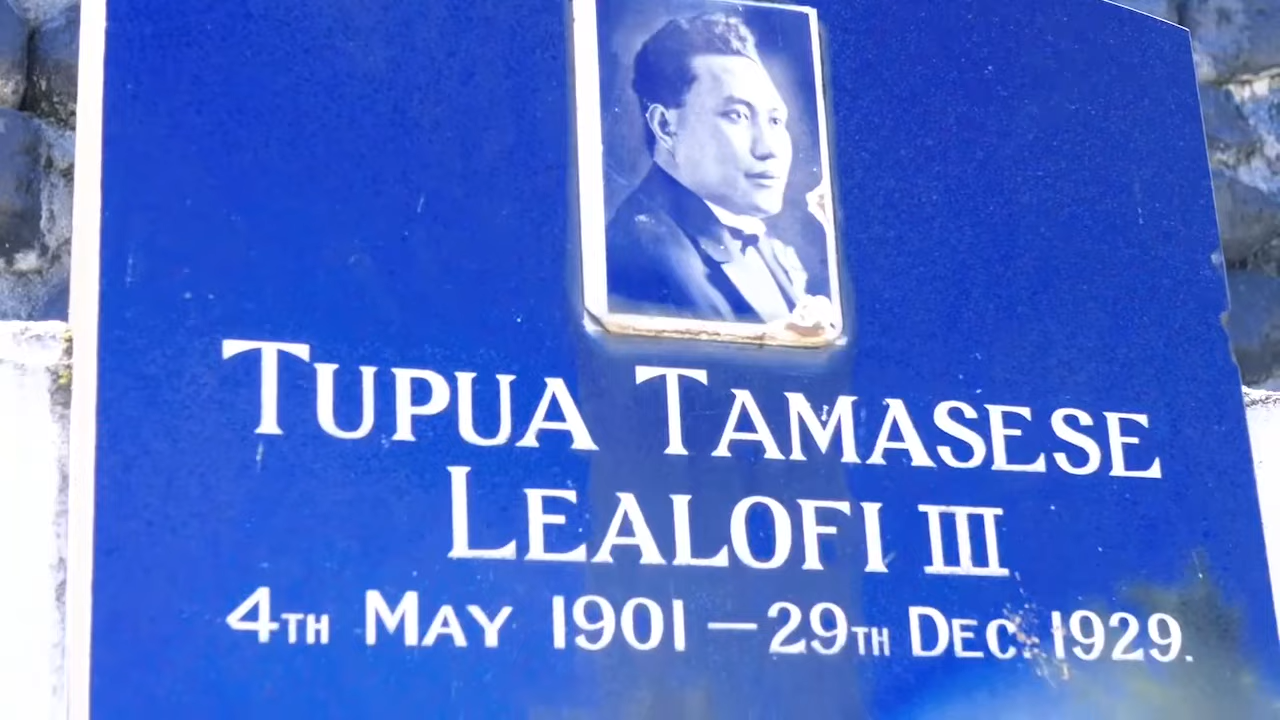 TUPUA TAMASESE
LEALOFI III
4TH MAY 1901 – 29TH DEC. 1929.